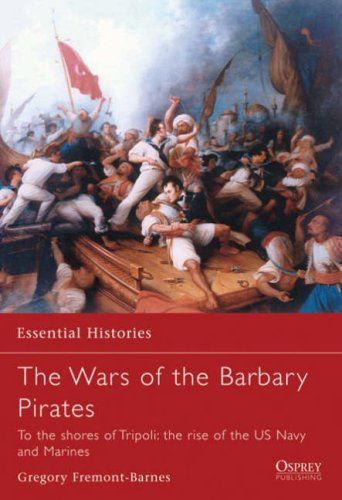 Essential Histories
The Wars of the Barbary
Pirates
To the shores of Tripoli: the rise of the US Navy
and Marines
Gregory Fremont-Barnes
OSPREY
PUBLISHING